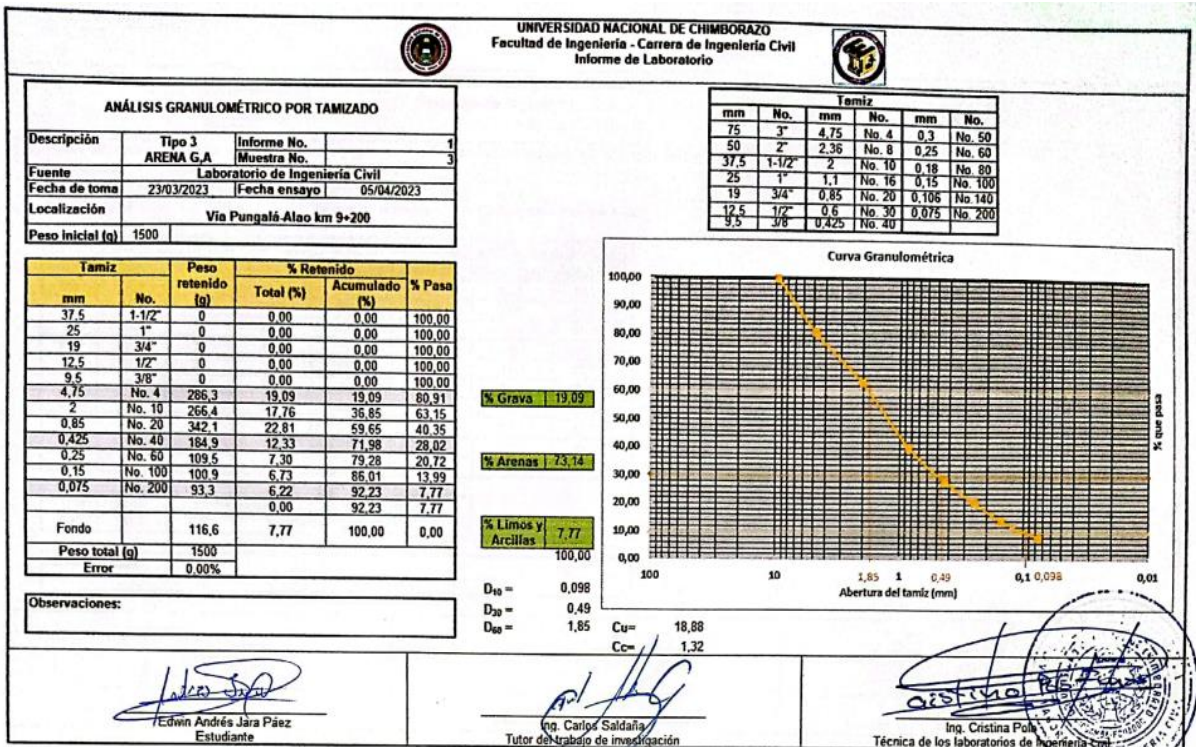 UNIVERSIDAD NACIONAL DE CHIMBORAZO
Facultad de Ingeniería - Carrera de Ingeniería Civil
Informe de Laboratorio
ANÁLISIS GRANULOMÉTRICO POR TAMIZADO
Descripción Tipo 3 Informe No. 1
ARENA G,A Muestra No. 3
Fuente Laboratorio de Ingeniería Civil
Fecha de toma 23/03/2023 Fecha ensayo 05/04/2023
Localización Vía Pungalá-Alao km 9+200
Peso inicial (g) 1500
Tamiz
mm No. mm No. mm No.
75 3" 4,75 No. 4 0,3 No. 50
50 2" 2,36 No. 8 0,25 No. 60
37,5 1-1/2" 2 No. 10 0,18 No. 80
25 1" 1,1 No. 16 0,15 No. 100
19 3/4" 0,85 No. 20 0,106 No. 140
12,5 1/2" 0,6 No. 30 0,075 No. 200
9,5 3/8 0,425 No. 40
Tamiz Peso retenido (g) % Retenido % Pasa
mm No. Total (%) Acumulado (%)
37.5 1-1/2" 0 0,00 0,00 100,00
25 1" 0 0,00 0,00 100,00
19 3/4" 0 0,00 0,00 100,00
12,5 1/2" 0 0,00 0,00 100,00
9,5 3/8" 0 0,00 0,00 100,00
4,75 No. 4 286,3 19,09 19,09 80,91
2 No. 10 266,4 17,76 36,85 63,15
0,85 No. 20 342,1 22,81 59,65 40,35
0,425 No. 40 184,9 12,33 71,98 28,02
0,25 No. 60 109,5 7,30 79,28 20,72
0,15 No. 100 100,9 6,73 86,01 13,99
0,075 No. 200 93,3 6,22 92,23 7,77
0,00 92,23 7,77
Fondo 116,6 7,77 100,00 0,00
Peso total (g) 1500
Error 0,00%
Observaciones:
% Grava 19,09
% Arenas 73,14
% Limos y Arcillas 7,77
100,00
D10 = 0,098
D30 = 0,49
D60 = 1,85
Cu= 18,88
Cc= 1,32
Curva Granulométrica
100,00
90,00
80,00
70,00
60,00
50,00
40,00
30,00
20,00
10,00
0,00
% que pasa
100 10 1,85 1 0,49 0,1 0,098 0,01
Abertura del tamiz (mm)
Edwin Andrés Jara Páez
Estudiante
Ing. Carlos Saldaña
Tutor del trabajo de investigación
Ing. Cristina Polo
Técnica de los laboratorios de Ingeniería Civil